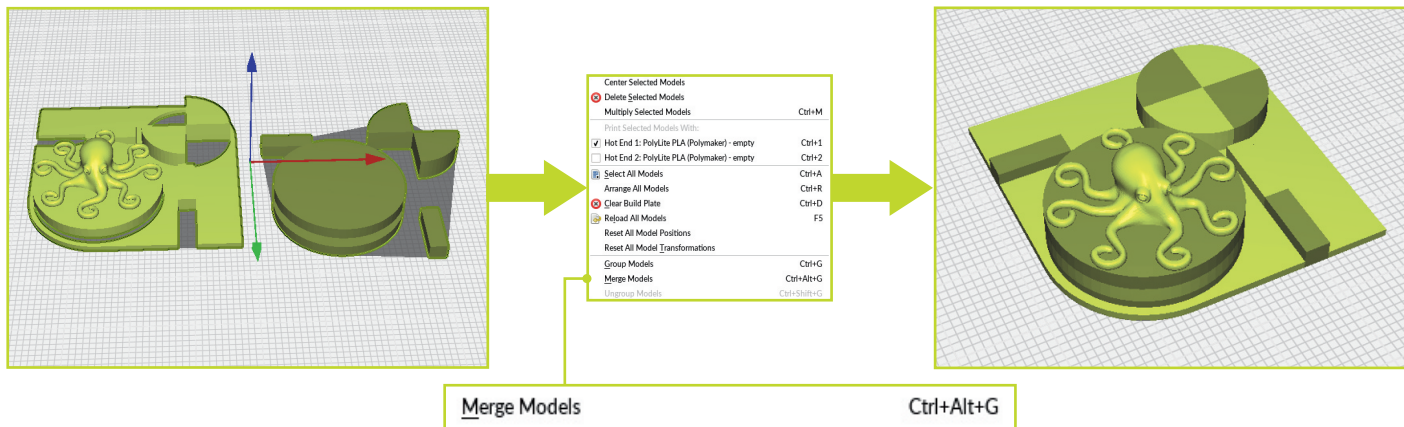 Center Selected Models
Delete Selected Models
Multiply Selected Models Ctrl+M
Print Selected Models With:
Hot End 1: PolyLite PLA (Polymaker) - empty Ctrl+1
Hot End 2: PolyLite PLA (Polymaker) - empty Ctrl+2
Select All Models Ctrl+A
Arrange All Models Ctrl+R
Clear Build Plate Ctrl+D
Reload All Models F5
Reset All Model Positions
Reset All Model Transformations
Group Models Ctrl+G
Merge Models Ctrl+Alt+G
Ungroup Models Ctrl+Shift+G
Merge Models Ctrl+Alt+G